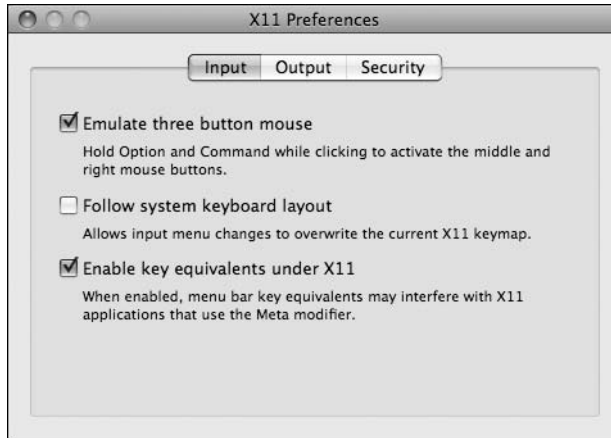 X11 Preferences
Input Output Security
Emulate three button mouse
Hold Option and Command while clicking to activate the middle and
right mouse buttons.
Follow system keyboard layout
Allows input menu changes to overwrite the current X11 keymap.
Enable key equivalents under X11
When enabled, menu bar key equivalents may interfere with X11
applications that use the Meta modifier.